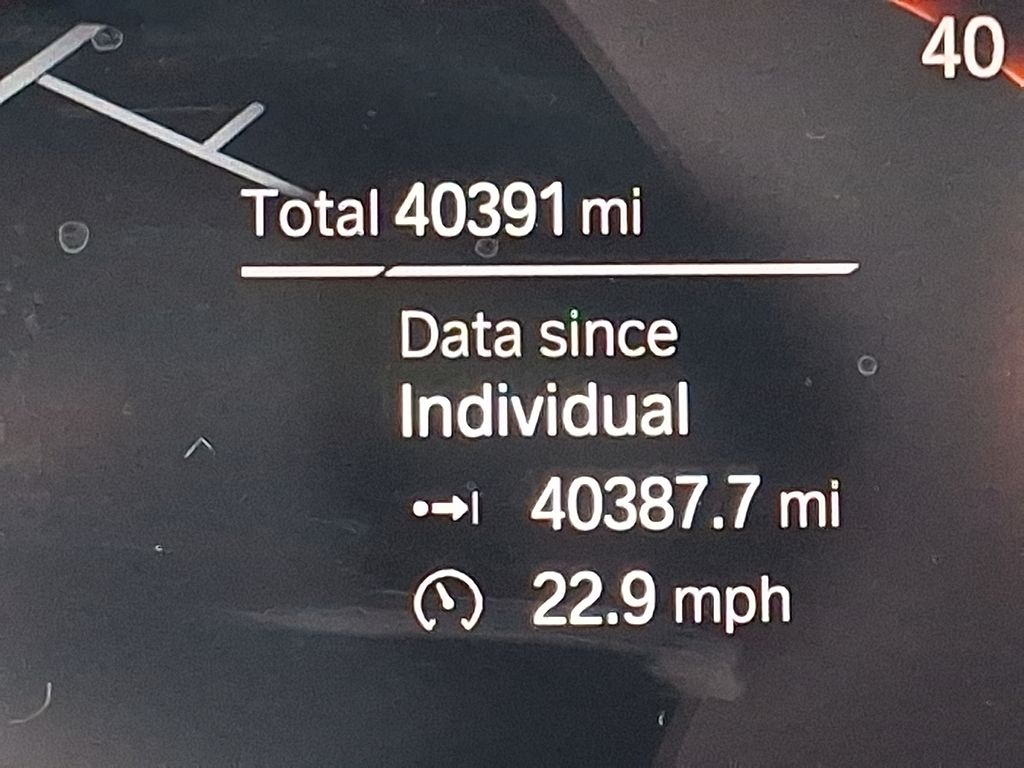 40
Total 40391 mi
Data since
Individual
40387.7 mi
22.9 mph